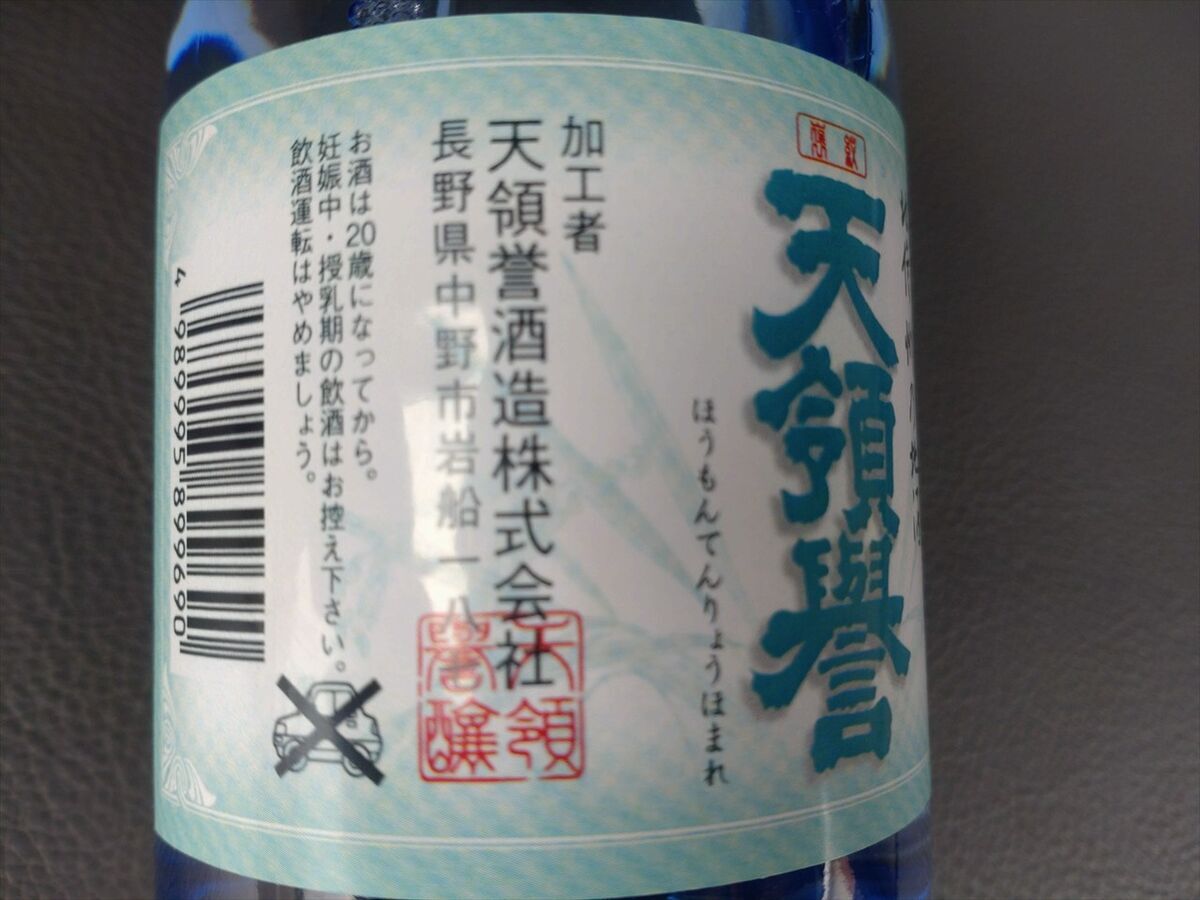 天領譽
ほうもんてんりょうほまれ
加工者
天領誉酒造株式会社
長野県中野市岩船一八
天領
お酒は20歳になってから。
妊娠中・授乳期の飲酒はお控え下さい。
飲酒運転はやめましょう。
4 989995 899690